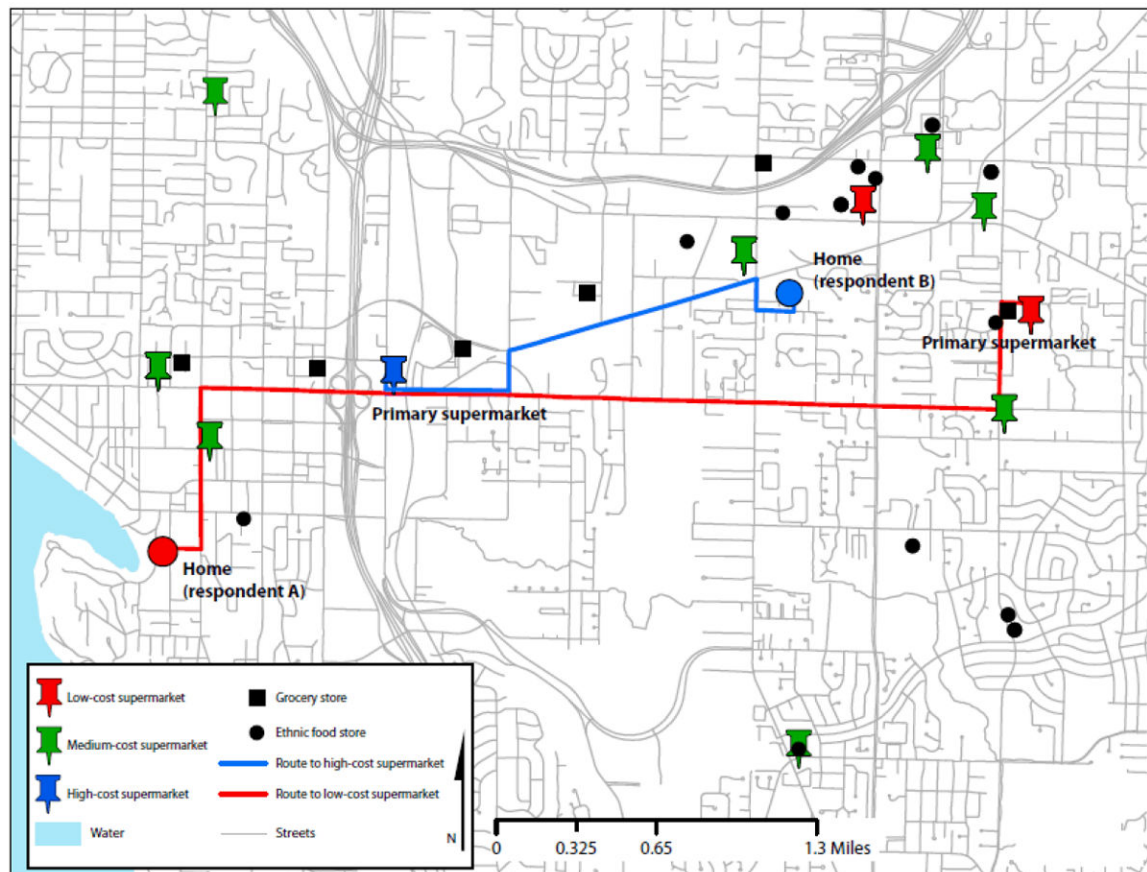 Home
(respondent B)
Primary supermarket
Primary supermarket
Home
(respondent A)
Low-cost supermarket
Grocery store
Medium-cost supermarket
Ethnic food store
Route to high-cost supermarket
High-cost supermarket
Route to low-cost supermarket
Water
Streets
N
0 0.325 0.65 1.3 Miles